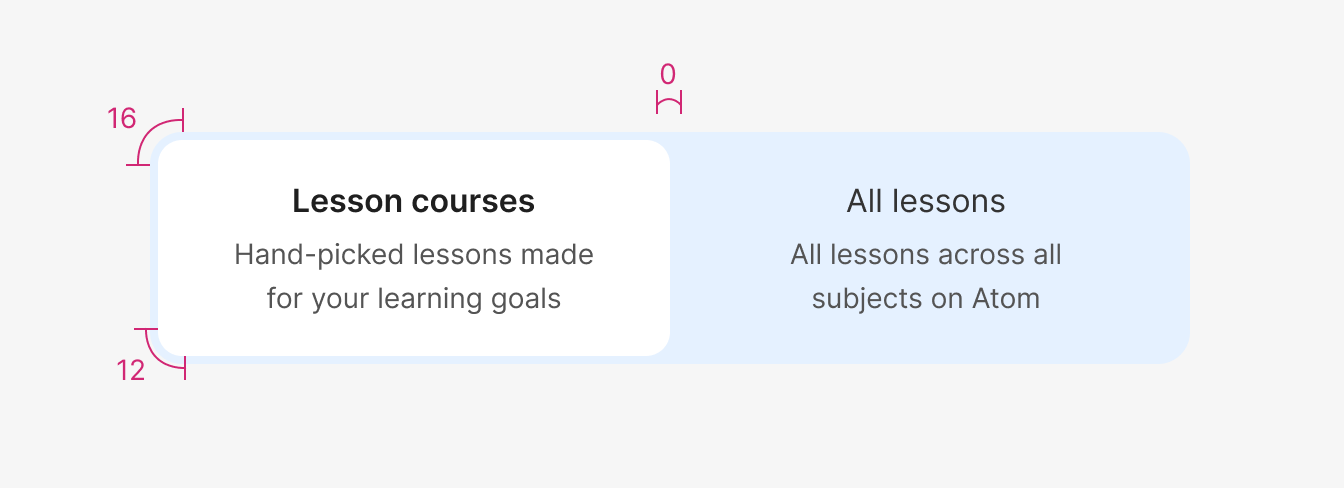 0
16
Lesson courses
Hand-picked lessons made
for your learning goals
All lessons
All lessons across all
subjects on Atom
12